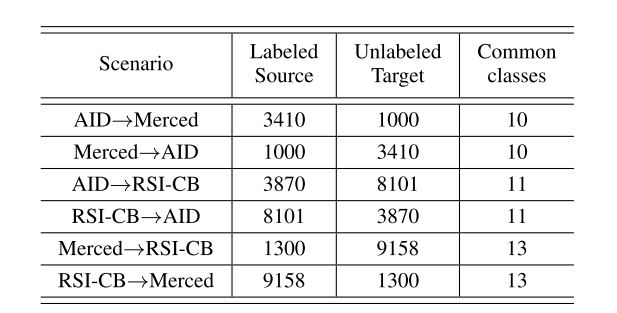 Scenario Labeled Source Unlabeled Target Common classes
AID→Merced 3410 1000 10
Merced→AID 1000 3410 10
AID→RSI-CB 3870 8101 11
RSI-CB→AID 8101 3870 11
Merced→RSI-CB 1300 9158 13
RSI-CB→Merced 9158 1300 13